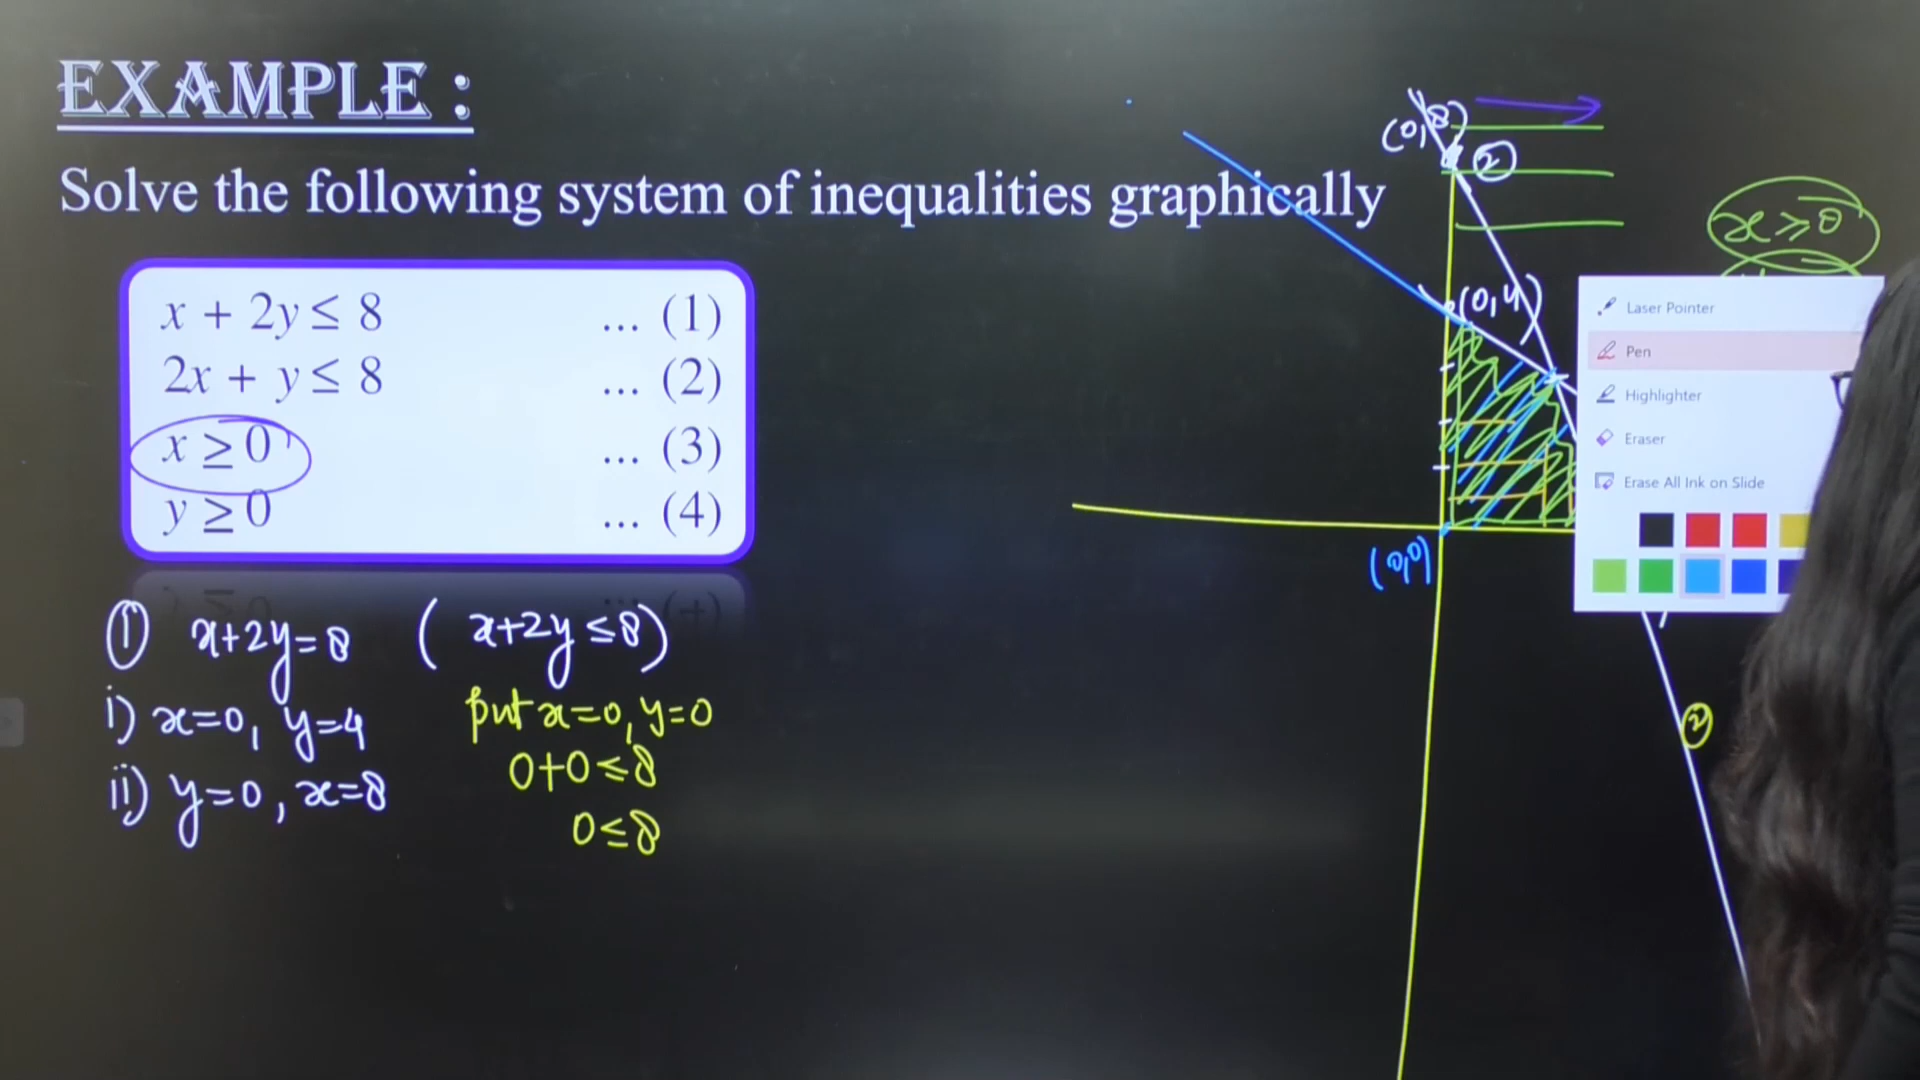 EXAMPLE :
Solve the following system of inequalities graphically
x + 2y ≤ 8 ... (1)
2x + y ≤ 8 ... (2)
x ≥ 0 ... (3)
y ≥ 0 ... (4)
① x+2y=8 ( x+2y ≤8)
i) x=0, y=4
ii) y=0, x=8
put x=0, y=0
0+0≤8
0≤8
(0,8)
②
x≥0
(0,4)
(0,0)
②
Laser Pointer
Pen
Highlighter
Eraser
Erase All Ink on Slide